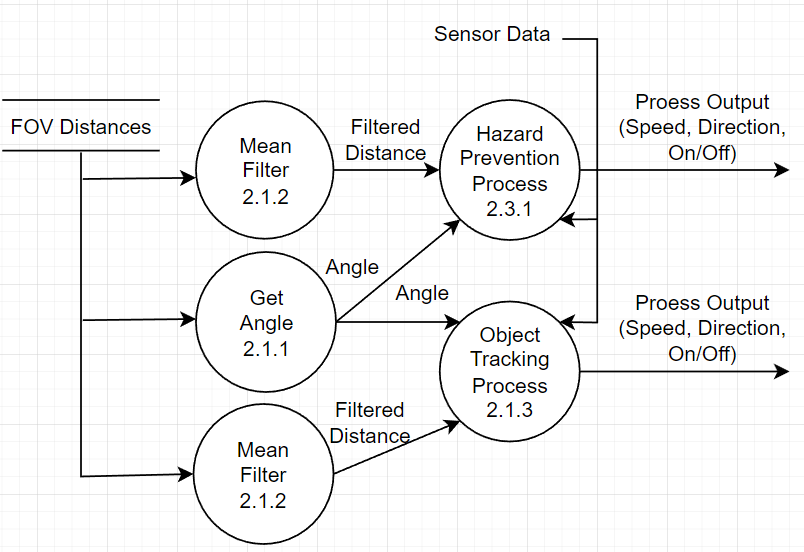 Sensor Data
FOV Distances
Mean
Filter
2.1.2
Filtered
Distance
Hazard
Prevention
Process
2.3.1
Proess Output
(Speed, Direction,
On/Off)
Get
Angle
2.1.1
Angle
Angle
Object
Tracking
Process
2.1.3
Proess Output
(Speed, Direction,
On/Off)
Mean
Filter
2.1.2
Filtered
Distance